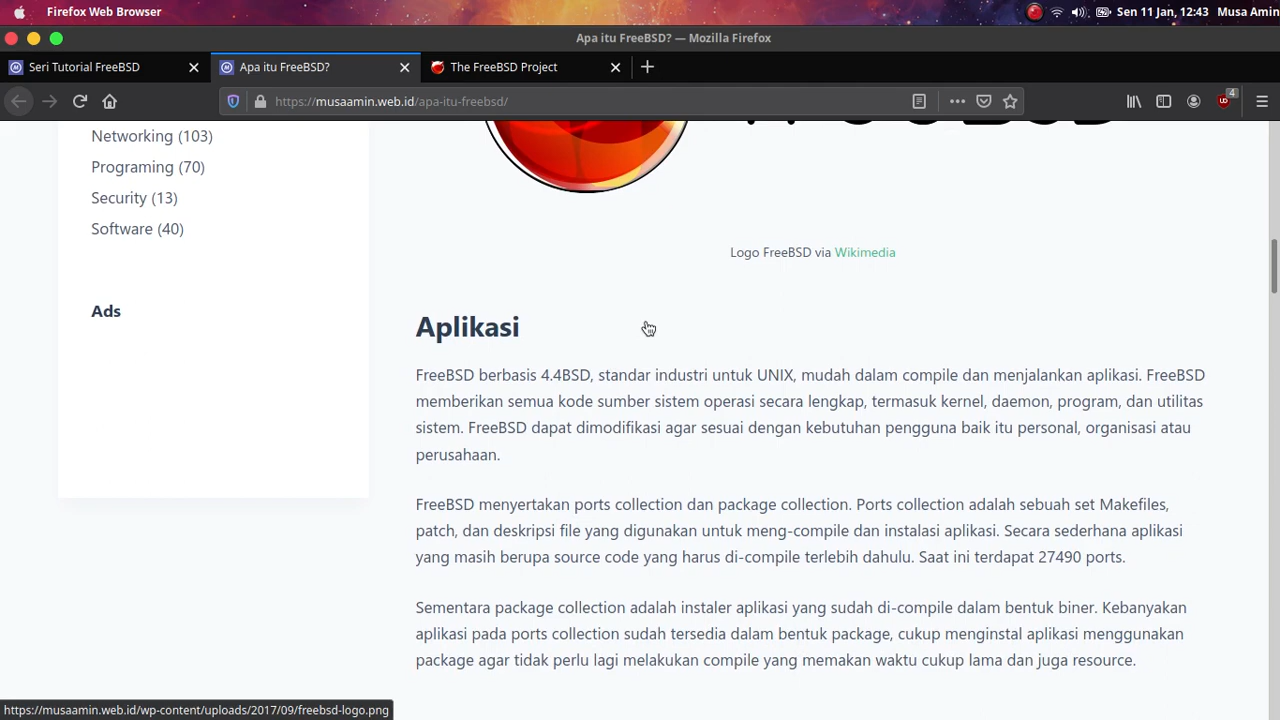 Firefox Web Browser
Sen 11 Jan, 12:43 Musa Amin
Apa itu FreeBSD? — Mozilla Firefox
Seri Tutorial FreeBSD
Apa itu FreeBSD?
The FreeBSD Project
https://musaamin.web.id/apa-itu-freebsd/
4
Networking (103)
Programing (70)
Security (13)
Software (40)
Ads
Logo FreeBSD via Wikimedia
Aplikasi
FreeBSD berbasis 4.4BSD, standar industri untuk UNIX, mudah dalam compile dan menjalankan aplikasi. FreeBSD
memberikan semua kode sumber sistem operasi secara lengkap, termasuk kernel, daemon, program, dan utilitas
sistem. FreeBSD dapat dimodifikasi agar sesuai dengan kebutuhan pengguna baik itu personal, organisasi atau
perusahaan.
FreeBSD menyertakan ports collection dan package collection. Ports collection adalah sebuah set Makefiles,
patch, dan deskripsi file yang digunakan untuk meng-compile dan instalasi aplikasi. Secara sederhana aplikasi
yang masih berupa source code yang harus di-compile terlebih dahulu. Saat ini terdapat 27490 ports.
Sementara package collection adalah instaler aplikasi yang sudah di-compile dalam bentuk biner. Kebanyakan
aplikasi pada ports collection sudah tersedia dalam bentuk package, cukup menginstal aplikasi menggunakan
package agar tidak perlu lagi melakukan compile yang memakan waktu cukup lama dan juga resource.
https://musaamin.web.id/wp-content/uploads/2017/09/freebsd-logo.png